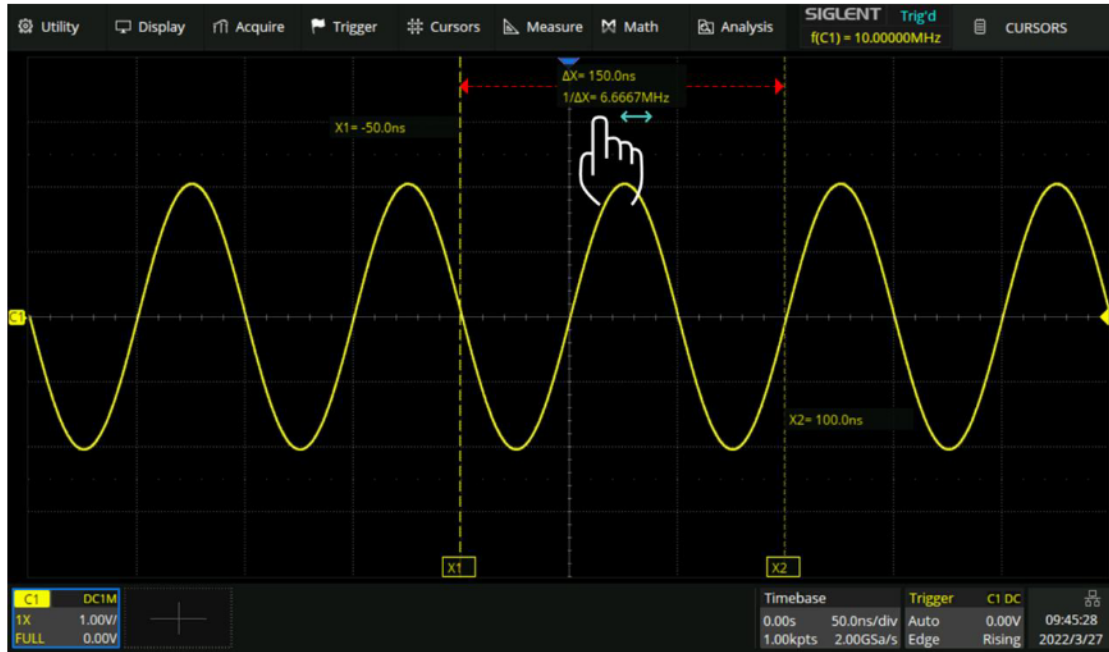 Utility Display Acquire Trigger Cursors Measure Math Analysis SIGLENT Trig'd CURSORS
f(C1) = 10.00000MHz
ΔX= 150.0ns
1/ΔX= 6.6667MHz
X1= -50.0ns
C1
X2= 100.0ns
X1 X2
C1 DC1M Timebase Trigger C1 DC
1X 1.00V/ 0.00s 50.0ns/div Auto 0.00V 09:45:28
FULL 0.00V 1.00kpts 2.00GSa/s Edge Rising 2022/3/27